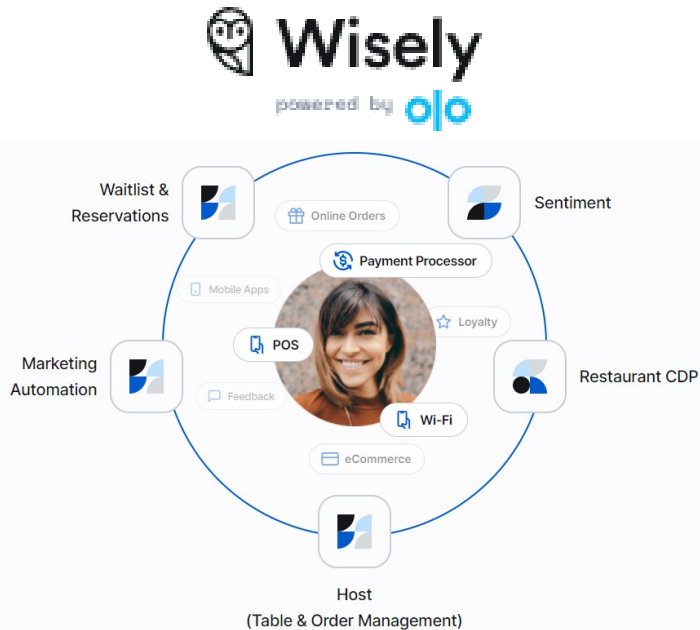 Wisely
powered by olo
Waitlist &
Reservations
Sentiment
Online Orders
Payment Processor
Mobile Apps
Loyalty
POS
Marketing
Automation
Restaurant CDP
Feedback
Wi-Fi
eCommerce
Host
(Table & Order Management)